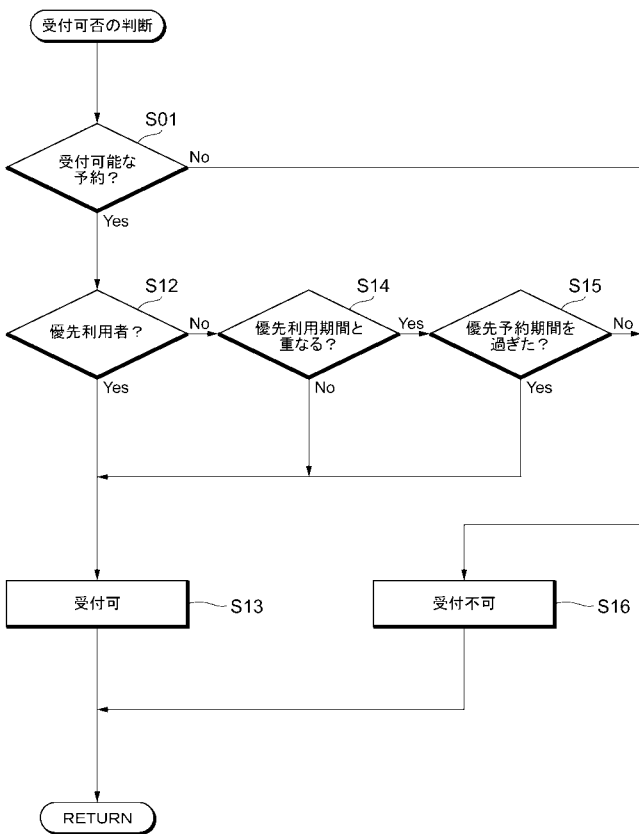 受付可否の判断
S01
受付可能な
予約？
No
Yes
S12
優先利用者？
No
Yes
S14
優先利用期間と
重なる？
Yes
No
S15
優先予約期間を
過ぎた？
No
Yes
受付可
S13
受付不可
S16
RETURN